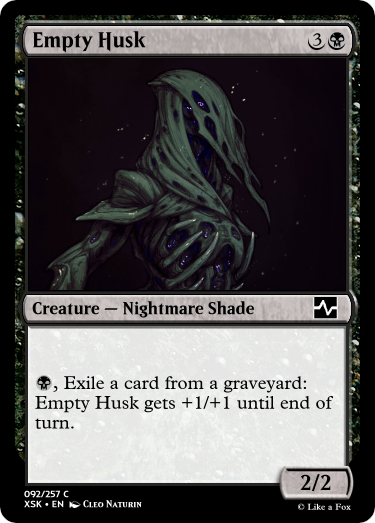 Empty Husk 3
Creature — Nightmare Shade
, Exile a card from a graveyard:
Empty Husk gets +1/+1 until end of
turn.
2/2
092/257 C
XSK • EN Cleo Naturin
© Like a Fox